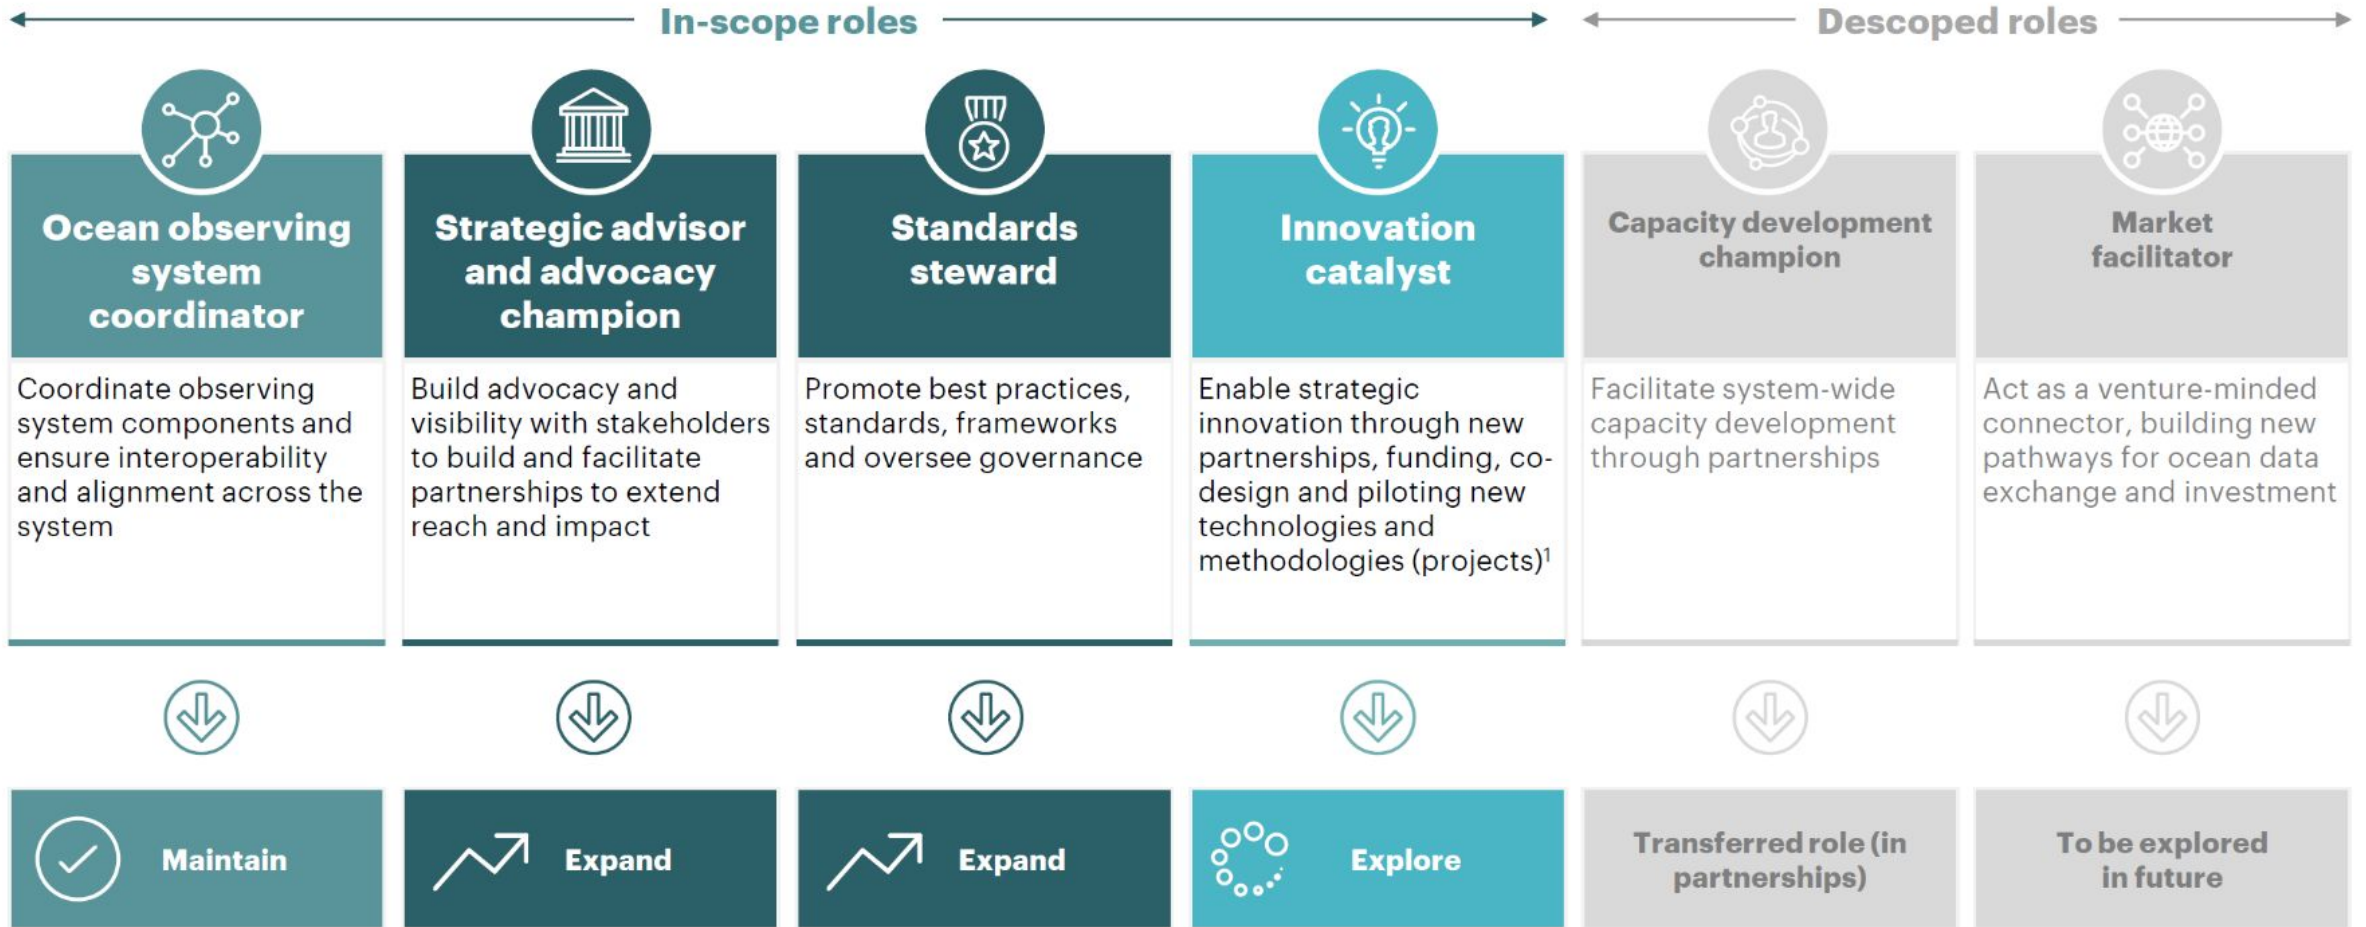 In-scope roles
Descoped roles
Ocean observing
system
coordinator
Coordinate observing
system components and
ensure interoperability
and alignment across the
system
Maintain
Strategic advisor
and advocacy
champion
Build advocacy and
visibility with stakeholders
to build and facilitate
partnerships to extend
reach and impact
Expand
Standards
steward
Promote best practices,
standards, frameworks
and oversee governance
Expand
Innovation
catalyst
Enable strategic
innovation through new
partnerships, funding, co-
design and piloting new
technologies and
methodologies (projects)¹
Explore
Capacity development
champion
Facilitate system-wide
capacity development
through partnerships
Transferred role (in
partnerships)
Market
facilitator
Act as a venture-minded
connector, building new
pathways for ocean data
exchange and investment
To be explored
in future